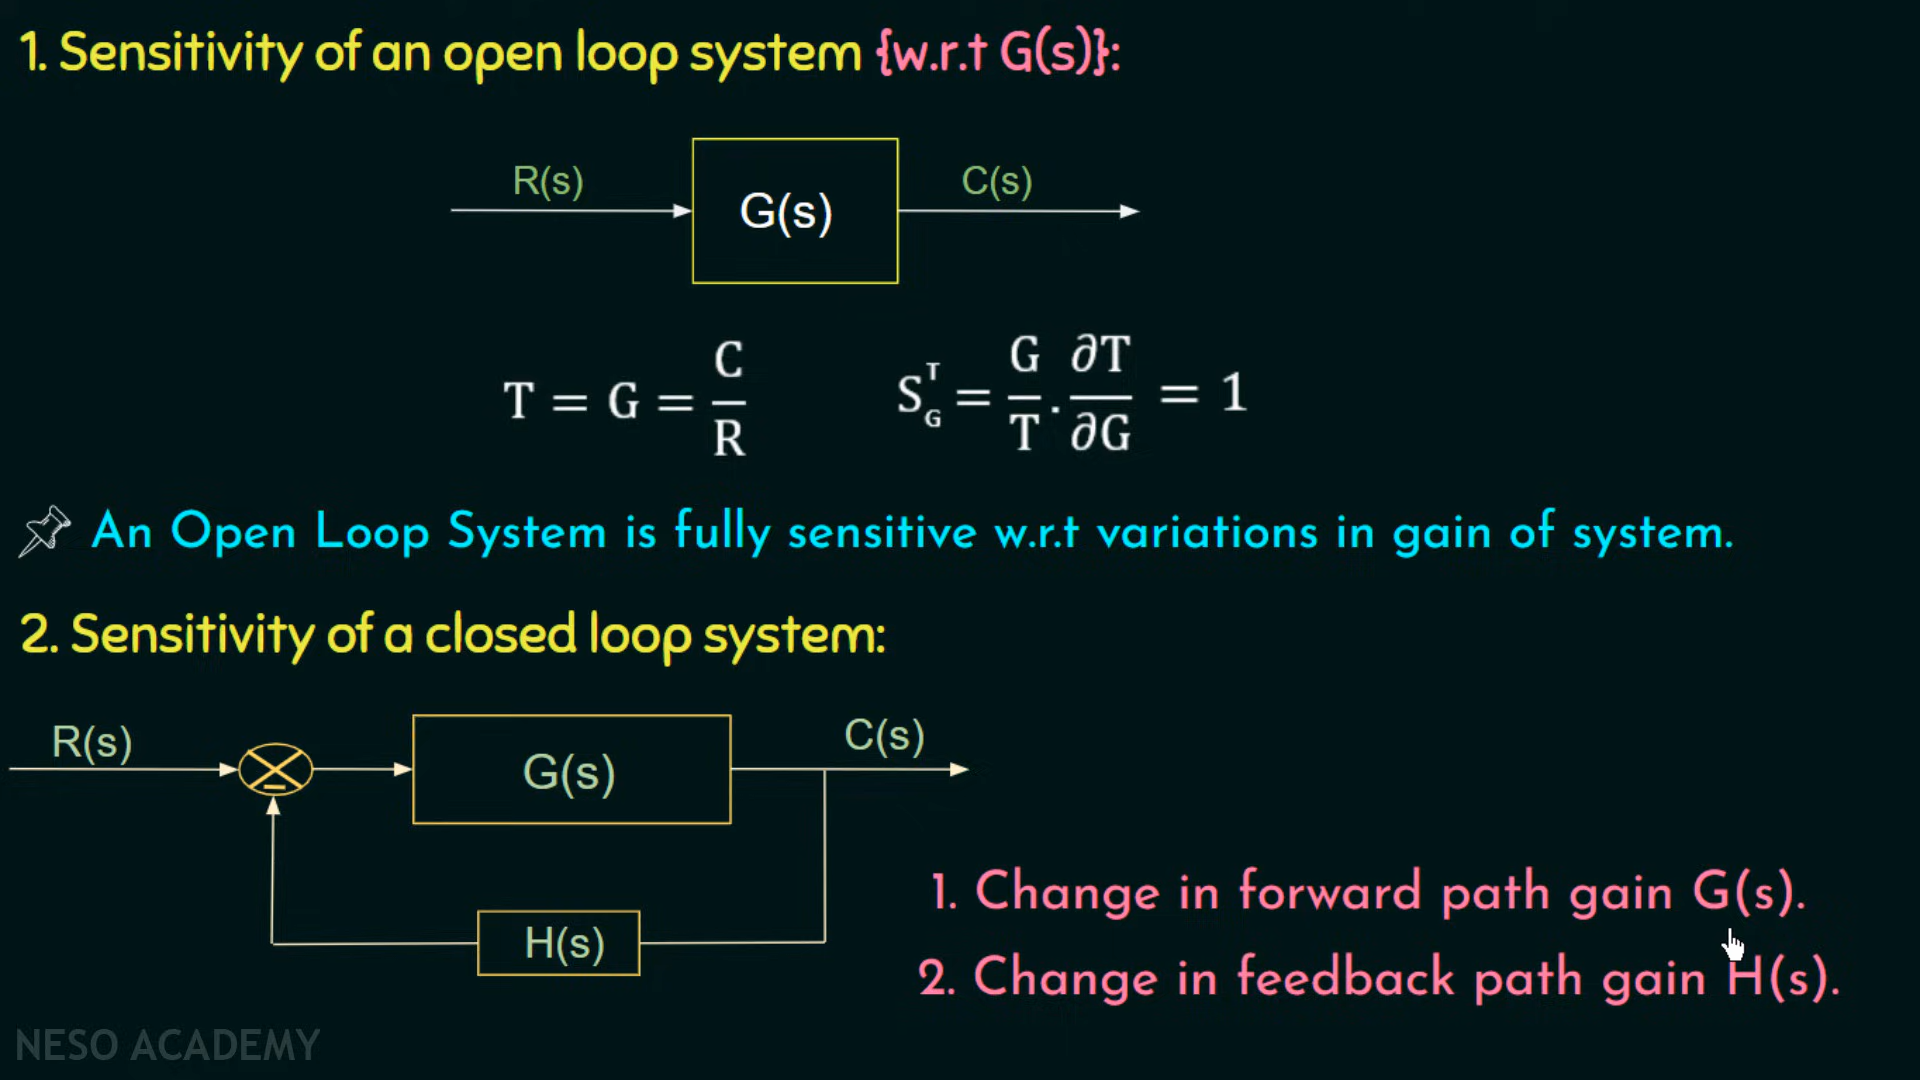 1. Sensitivity of an open loop system {w.r.t G(s)}:
R(s) G(s) C(s)
T = G = C/R
S_G^T = G/T . ∂T/∂G = 1
An Open Loop System is fully sensitive w.r.t variations in gain of system.
2. Sensitivity of a closed loop system:
R(s) G(s) C(s)
–
H(s)
1. Change in forward path gain G(s).
2. Change in feedback path gain H(s).
NESO ACADEMY